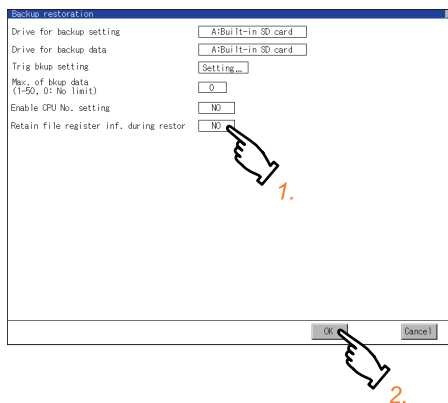 Backup restoration
Drive for backup setting A:Built-in SD card
Drive for backup data A:Built-in SD card
Trig bkup setting Setting...
Max. of bkup data
(1-50, 0: No limit) 0
Enable CPU No. setting NO
Retain file register inf. during restor NO
1.
OK Cancel
2.